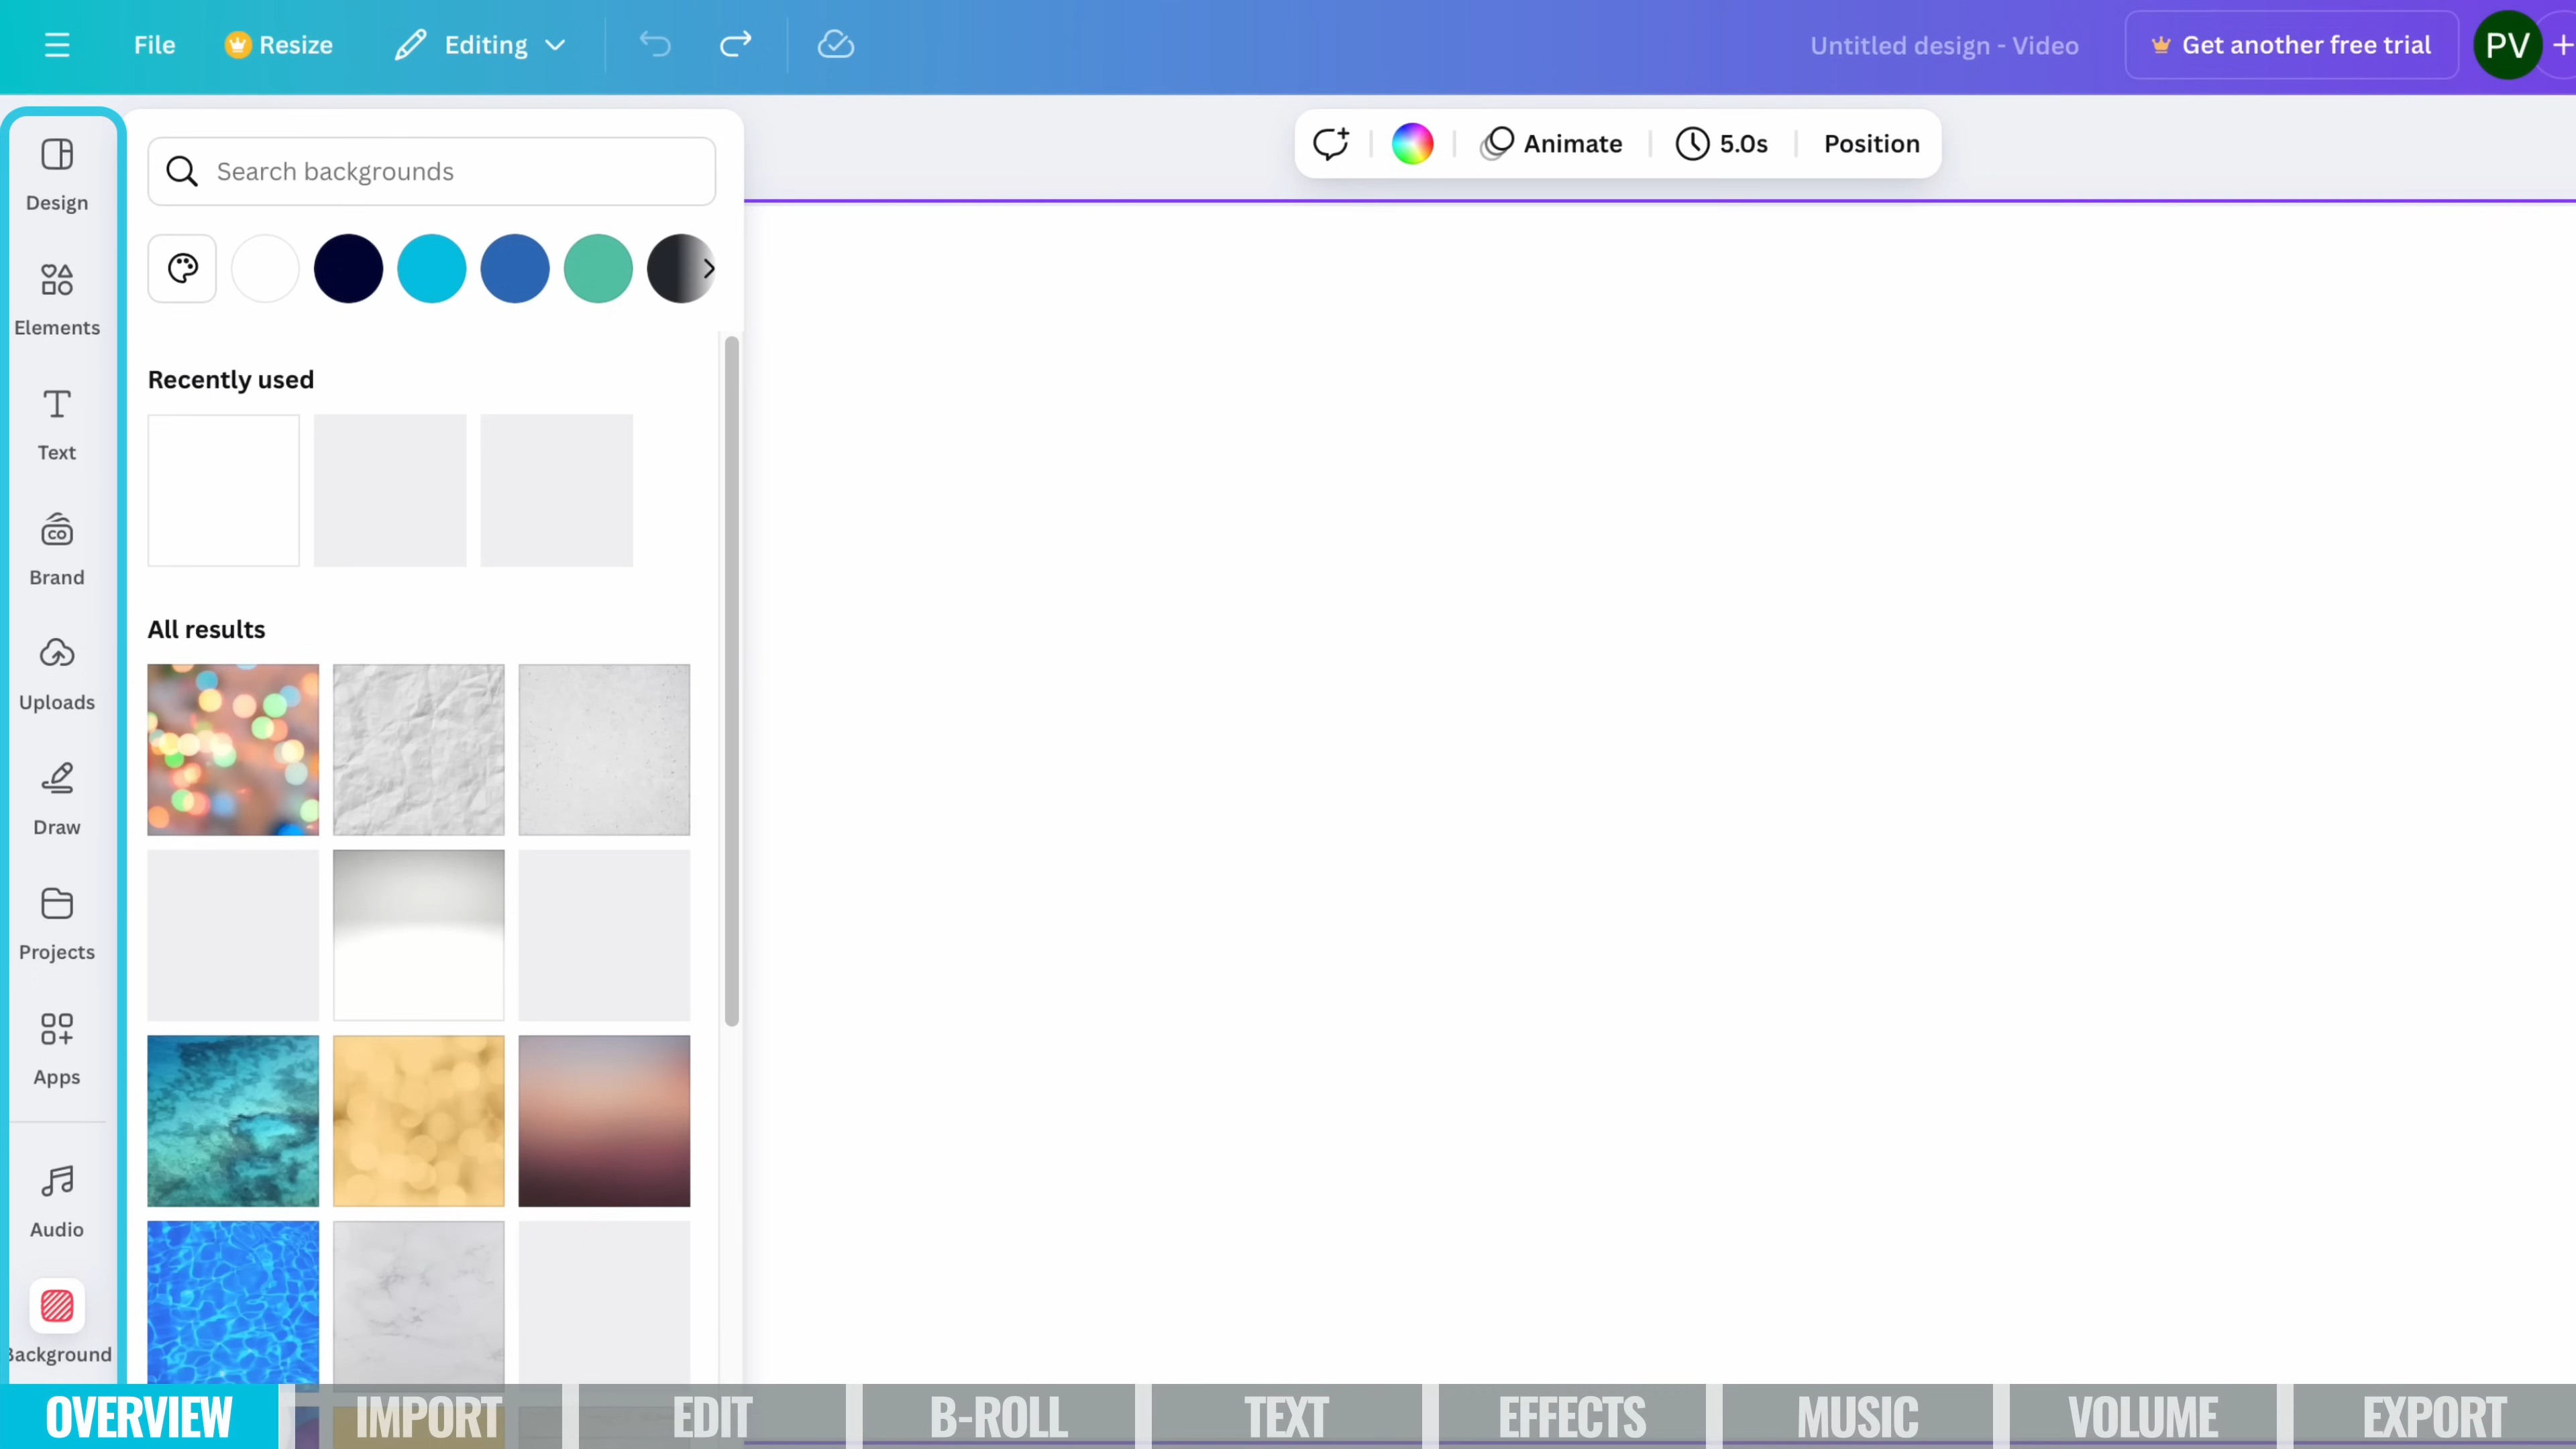 File
Resize
Editing
Untitled design - Video
Get another free trial
PV
Design
Elements
Text
CO
Brand
Uploads
Draw
Projects
Apps
Audio
Background
Search backgrounds
Recently used
All results
Animate
5.0s
Position
OVERVIEW
IMPORT
EDIT
B-ROLL
TEXT
EFFECTS
MUSIC
VOLUME
EXPORT